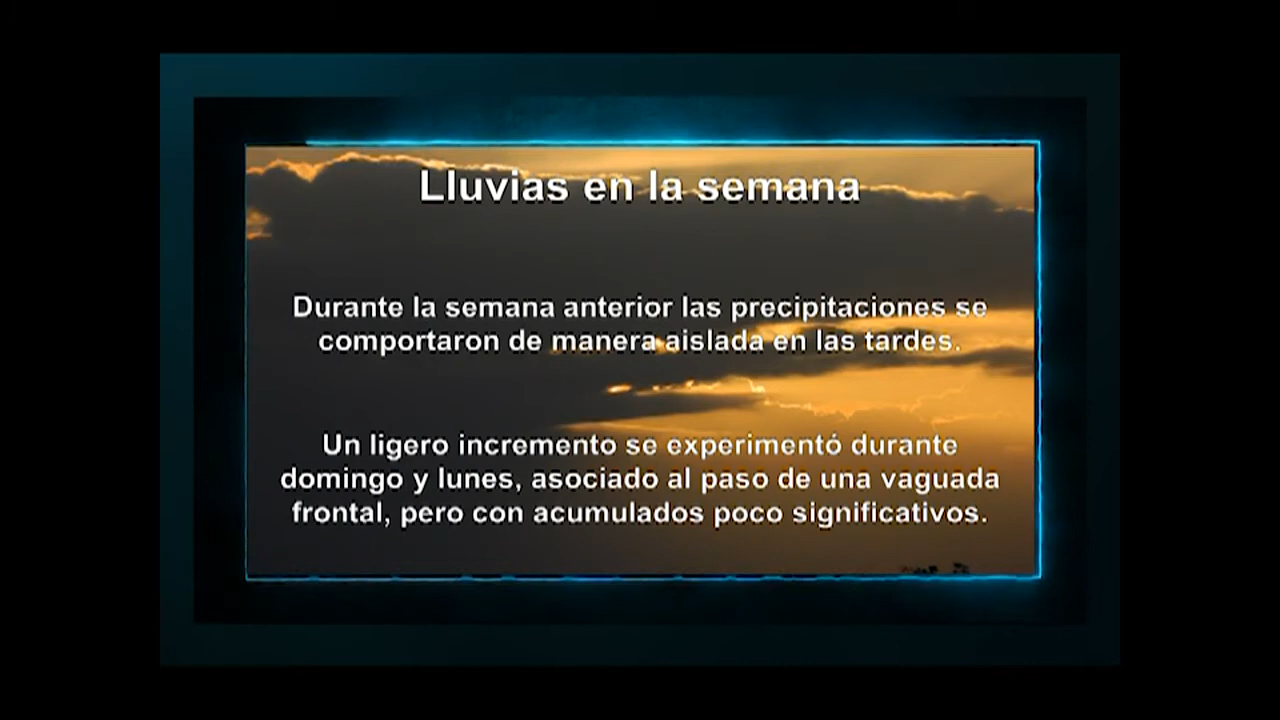 Lluvias en la semana
Durante la semana anterior las precipitaciones se
comportaron de manera aislada en las tardes.
Un ligero incremento se experimentó durante
domingo y lunes, asociado al paso de una vaguada
frontal, pero con acumulados poco significativos.